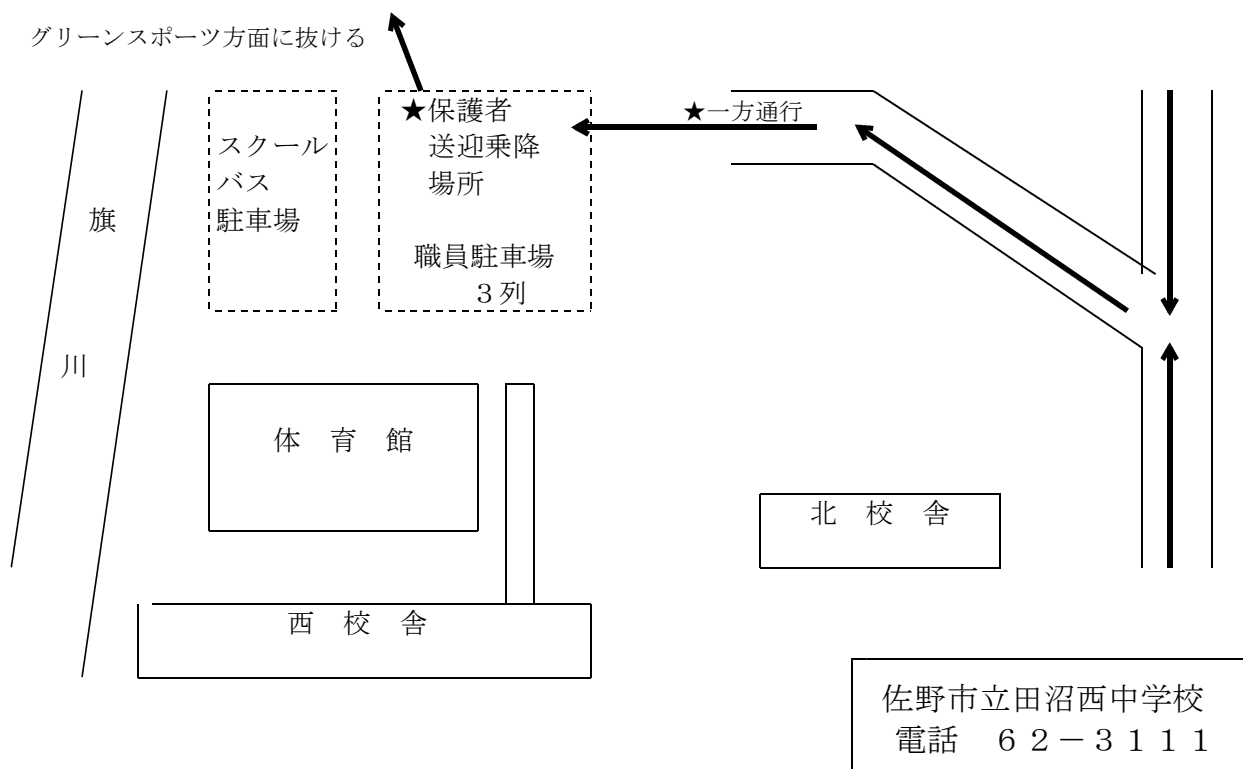 グリーンスポーツ方面に抜ける
★保護者
送迎乗降
場所
★一方通行
スクール
バス
駐車場
職員駐車場
３列
旗
川
体　育　館
北　校　舎
西　校　舎
佐野市立田沼西中学校
電話　６２－３１１１